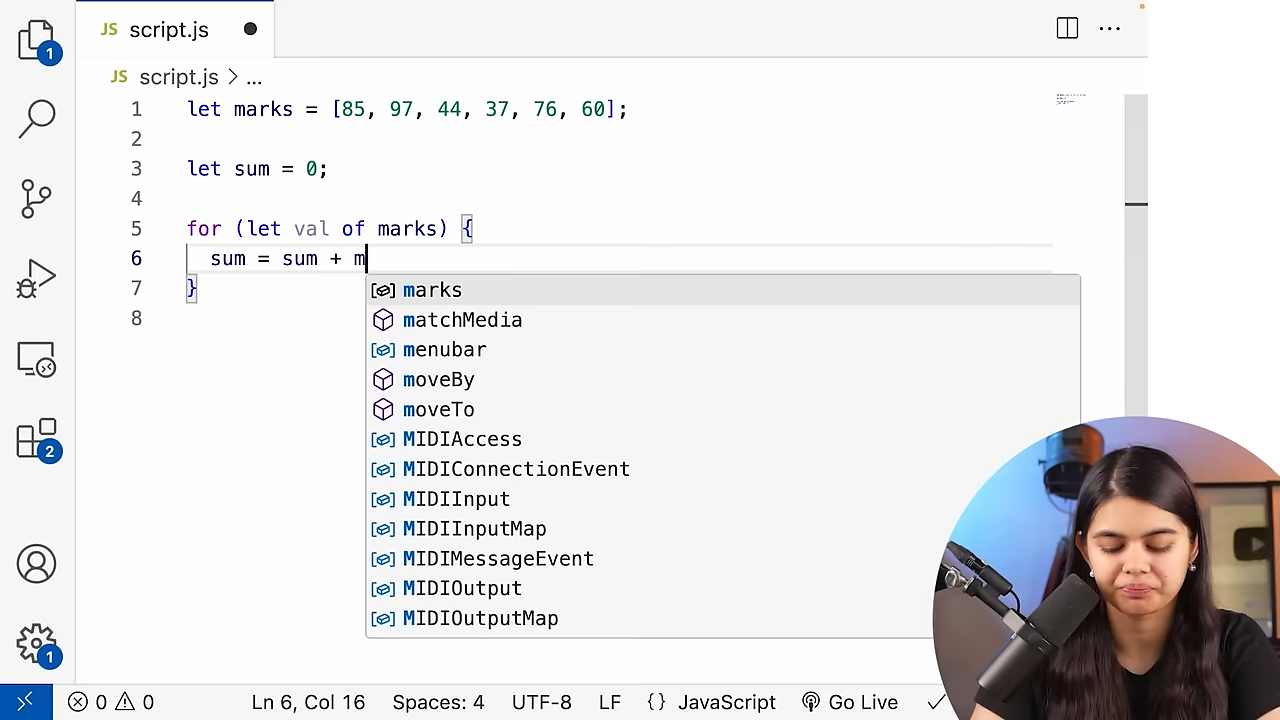 JS script.js
JS script.js > ...
1 let marks = [85, 97, 44, 37, 76, 60];
2
3 let sum = 0;
4
5 for (let val of marks) {
6 sum = sum + m
7 }
8
marks
matchMedia
menubar
moveBy
moveTo
MIDIAccess
MIDIConnectionEvent
MIDIInput
MIDIInputMap
MIDIMessageEvent
MIDIOutput
MIDIOutputMap
1
2
1
0 0 Ln 6, Col 16 Spaces: 4 UTF-8 LF {} JavaScript Go Live